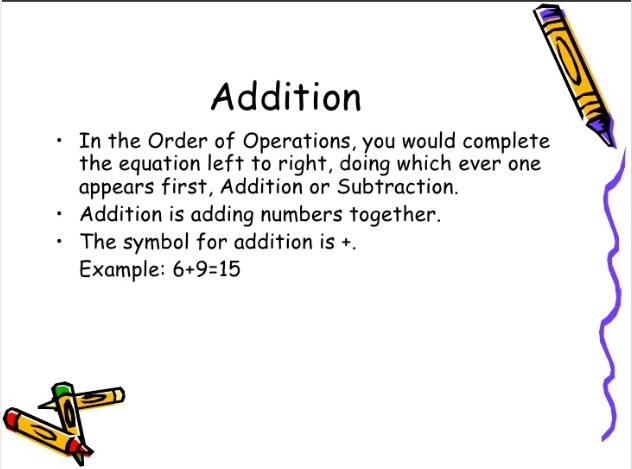 Addition
• In the Order of Operations, you would complete
the equation left to right, doing which ever one
appears first, Addition or Subtraction.
• Addition is adding numbers together.
• The symbol for addition is +.
Example: 6+9=15